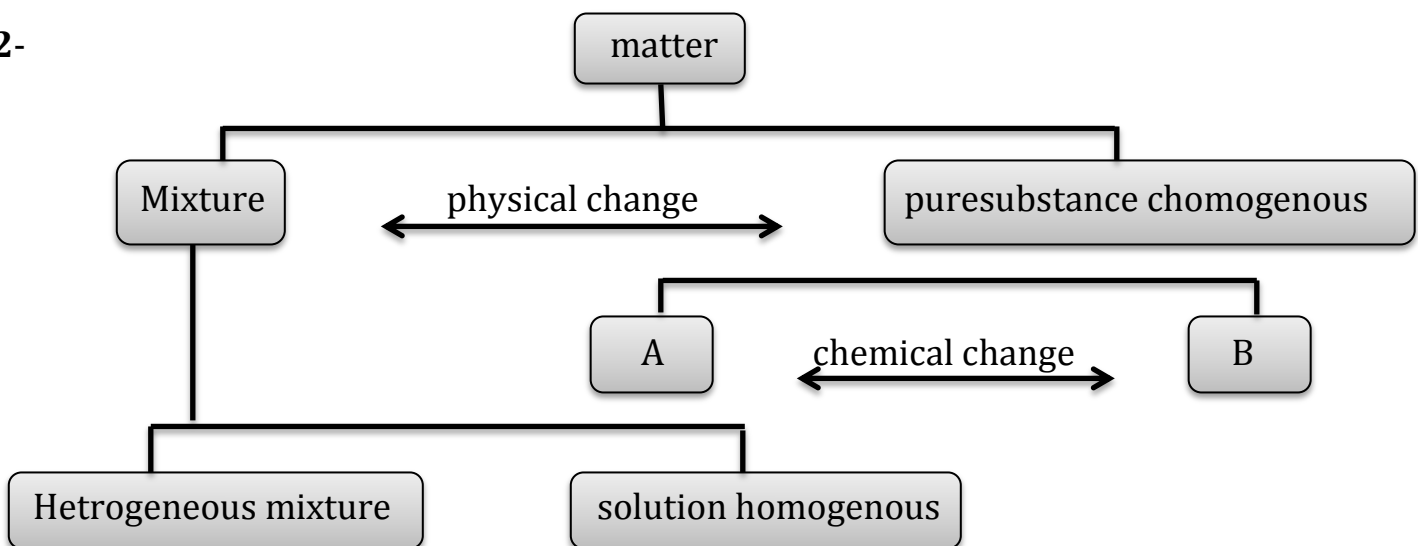 2-
matter
Mixture
physical change
puresubstance chomogenous
A
chemical change
B
Hetrogeneous mixture
solution homogenous